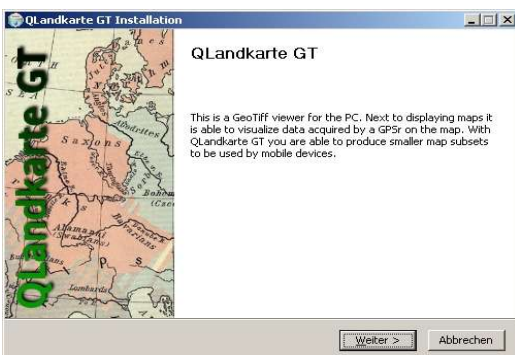 QLandkarte GT Installation
QLandkarte GT
QLandkarte GT
This is a GeoTiff viewer for the PC. Next to displaying maps it
is able to visualize data acquired by a GPSr on the map. With
QLandkarte GT you are able to produce smaller map subsets
to be used by mobile devices.
Saxons
Lombards
Weiter >
Abbrechen